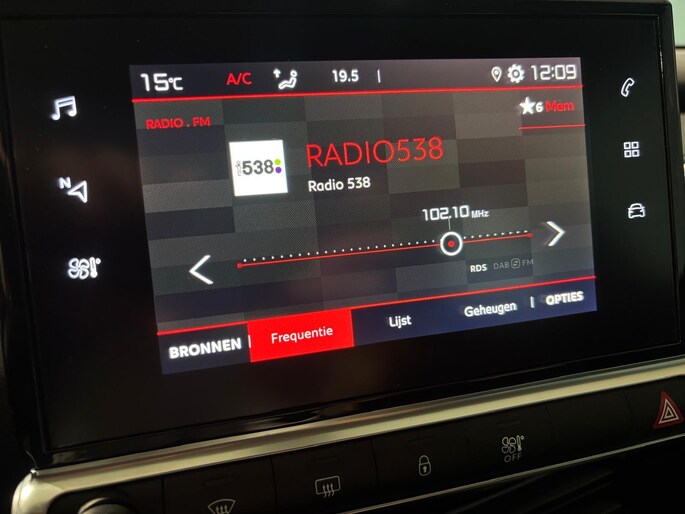 15°C A/C 19.5 | 12:09
RADIO . FM
6 Mem
538
RADIO538
Radio 538
102.10 MHz
N
RDS DAB FM
BRONNEN | Frequentie Lijst Geheugen | OPTIES
OFF